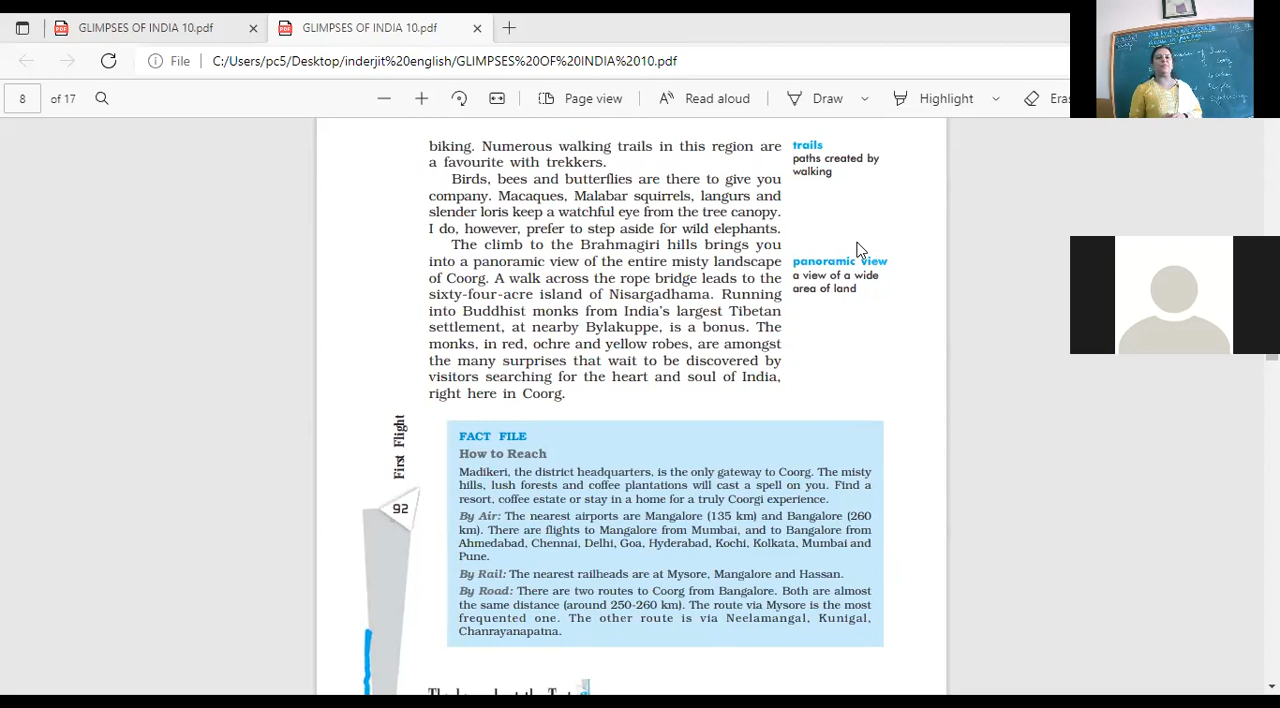 GLIMPSES OF INDIA 10.pdf
GLIMPSES OF INDIA 10.pdf
File C:/Users/pc5/Desktop/inderjit%20english/GLIMPSES%20OF%20INDIA%2010.pdf
8 of 17 Page view Read aloud Draw Highlight
biking. Numerous walking trails in this region are
a favourite with trekkers.
trails
paths created by
walking
Birds, bees and butterflies are there to give you
company. Macaques, Malabar squirrels, langurs and
slender loris keep a watchful eye from the tree canopy.
I do, however, prefer to step aside for wild elephants.
The climb to the Brahmagiri hills brings you
into a panoramic view of the entire misty landscape
of Coorg. A walk across the rope bridge leads to the
sixty-four-acre island of Nisargadhama. Running
into Buddhist monks from India's largest Tibetan
settlement, at nearby Bylakuppe, is a bonus. The
monks, in red, ochre and yellow robes, are amongst
the many surprises that wait to be discovered by
visitors searching for the heart and soul of India,
right here in Coorg.
panoramic view
a view of a wide
area of land
First Flight
92
FACT FILE
How to Reach
Madikeri, the district headquarters, is the only gateway to Coorg. The misty
hills, lush forests and coffee plantations will cast a spell on you. Find a
resort, coffee estate or stay in a home for a truly Coorgi experience.
By Air: The nearest airports are Mangalore (135 km) and Bangalore (260
km). There are flights to Mangalore from Mumbai, and to Bangalore from
Ahmedabad, Chennai, Delhi, Goa, Hyderabad, Kochi, Kolkata, Mumbai and
Pune.
By Rail: The nearest railheads are at Mysore, Mangalore and Hassan.
By Road: There are two routes to Coorg from Bangalore. Both are almost
the same distance (around 250-260 km). The route via Mysore is the most
frequented one. The other route is via Neelamangal, Kunigal,
Chanrayanapatna.